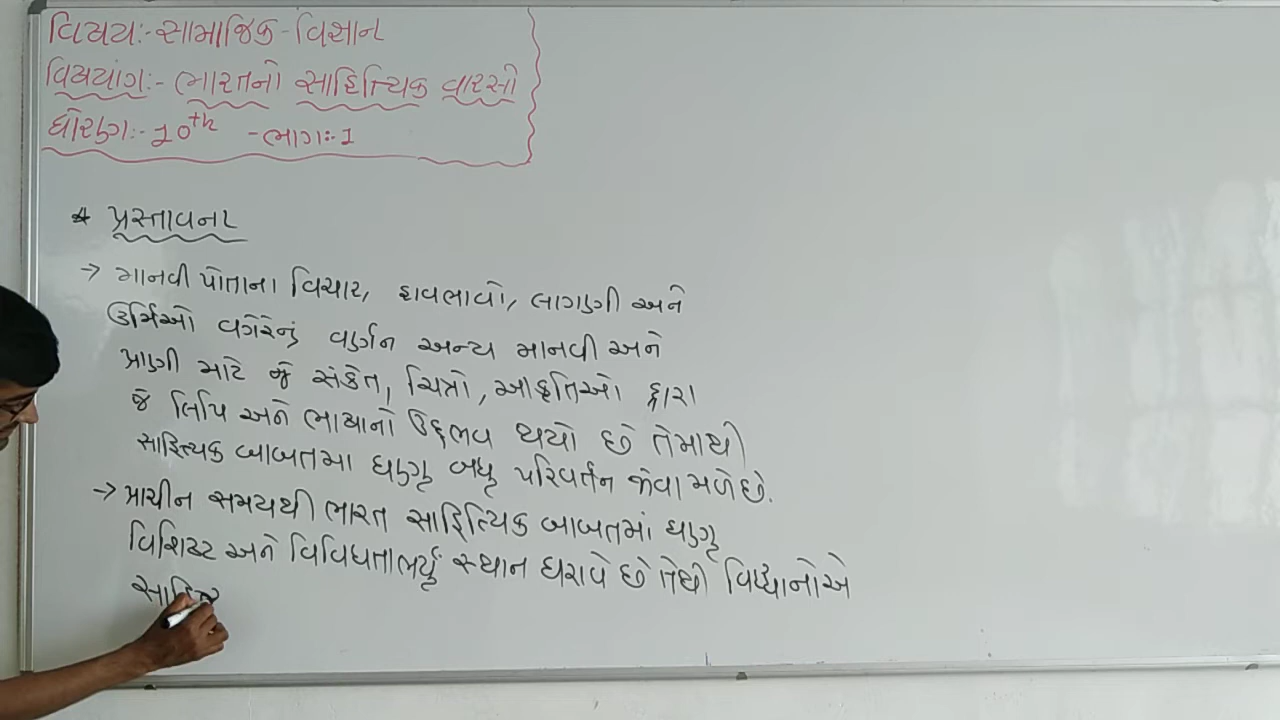 વિષય:-સામાજિક-વિજ્ઞાન
વિષયાંગ:-ભારતનો સાહિત્યિક વારસો
ધોરણ:-10th -ભાગ:-1
* પ્રસ્તાવના
→ માનવી પોતાના વિચાર, હાવભાવો, લાગણી અને
ઉર્મિઓ વગેરેનું વર્ણન અન્ય માનવી અને
પ્રાણી માટે જે સંકેત, ચિત્રો, આકૃતિઓ દ્વારા
જે લિપિ અને ભાષાનો ઉદ્દભવ થયો છે તેમાથી
સાહિત્યિક બાબતમા ઘણુ બધુ પરિવર્તન જોવા મળે છે.
→ પ્રાચીન સમયથી ભારત સાહિત્યિક બાબતમાં ઘણુ
વિશિષ્ટ અને વિવિધતાભર્યુ સ્થાન ધરાવે છે તેથી વિધ્વાનોએ